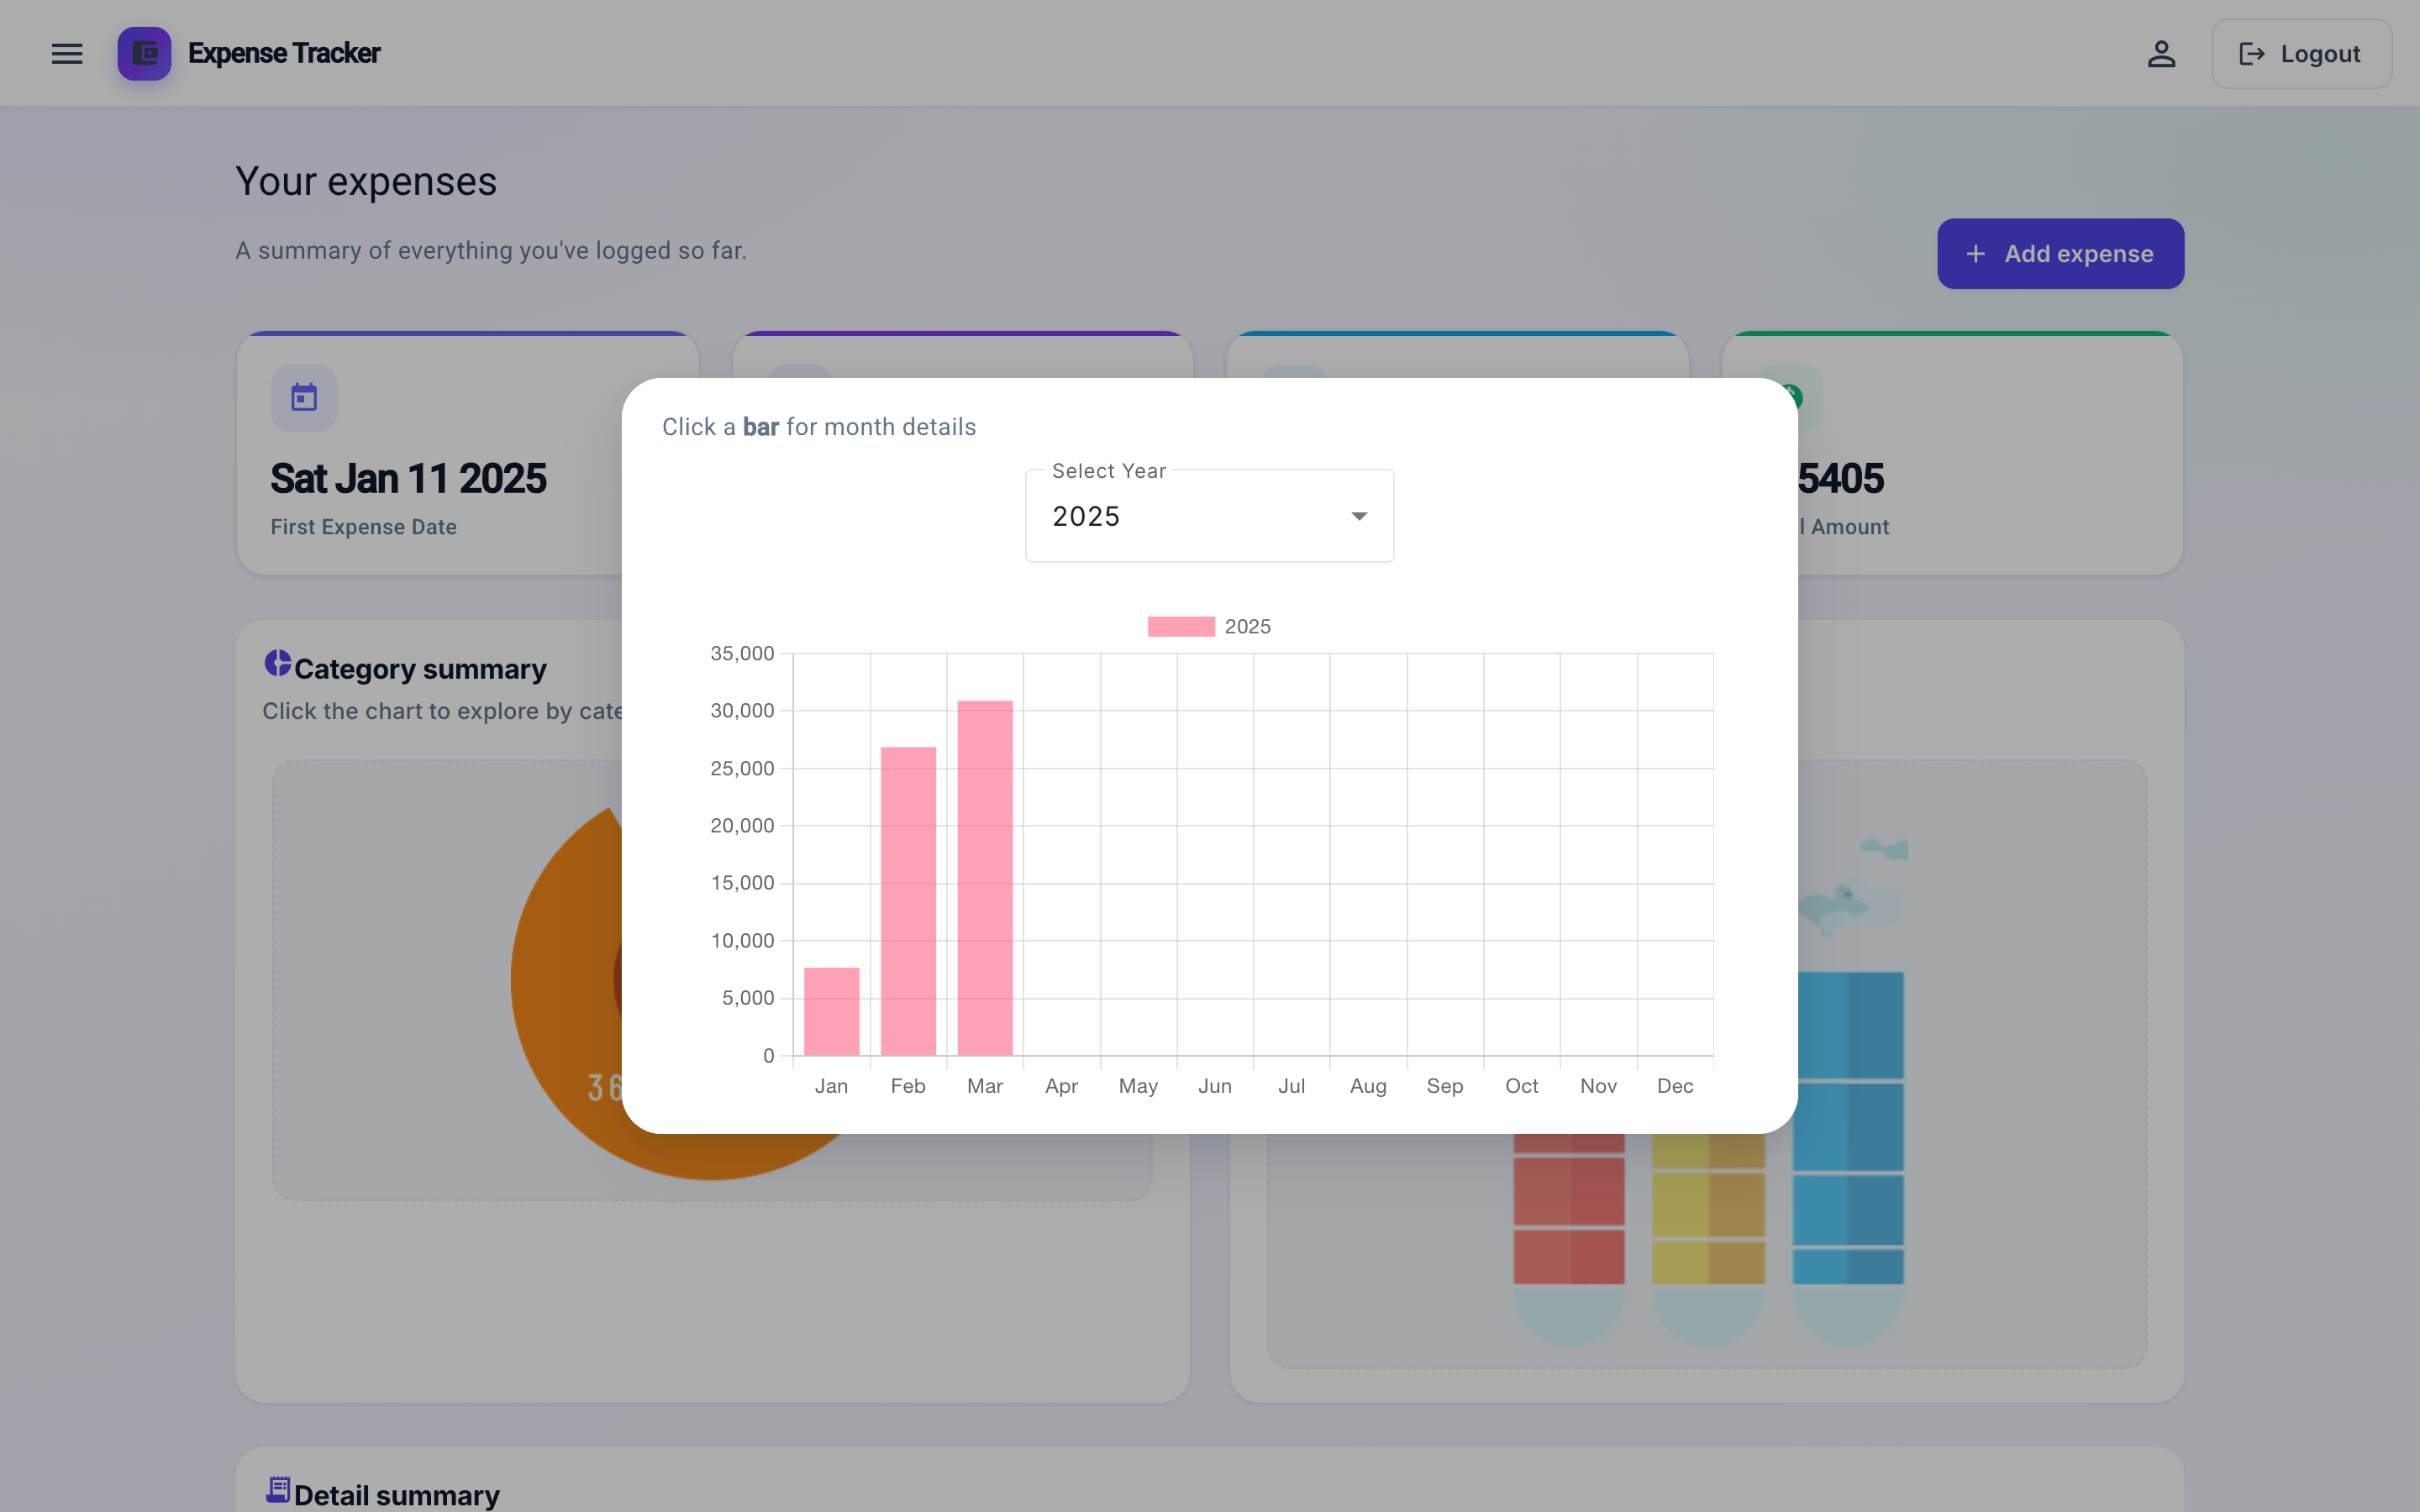 Expense Tracker
Logout
Your expenses
A summary of everything you've logged so far.
Add expense
Sat Jan 11 2025
First Expense Date
5405
Amount
Click a bar for month details
Select Year
2025
2025
35,000
30,000
25,000
20,000
15,000
10,000
5,000
0
Jan Feb Mar Apr May Jun Jul Aug Sep Oct Nov Dec
Category summary
Click the chart to explore by cate
36
Detail summary